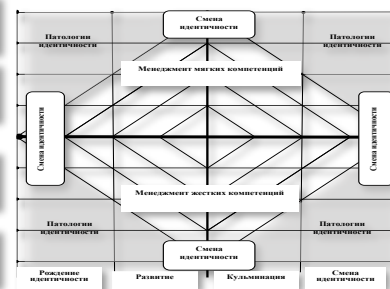 Смена
идентичности
Патологии
идентичности
Патологии
идентичности
Менеджмент мягких компетенций
Смена идентичности
Смена идентичности
Менеджмент жестких компетенций
Патологии
идентичности
Патологии
идентичности
Смена
идентичности
Рождение
идентичности
Развитие
Кульминация
Смена
идентичности